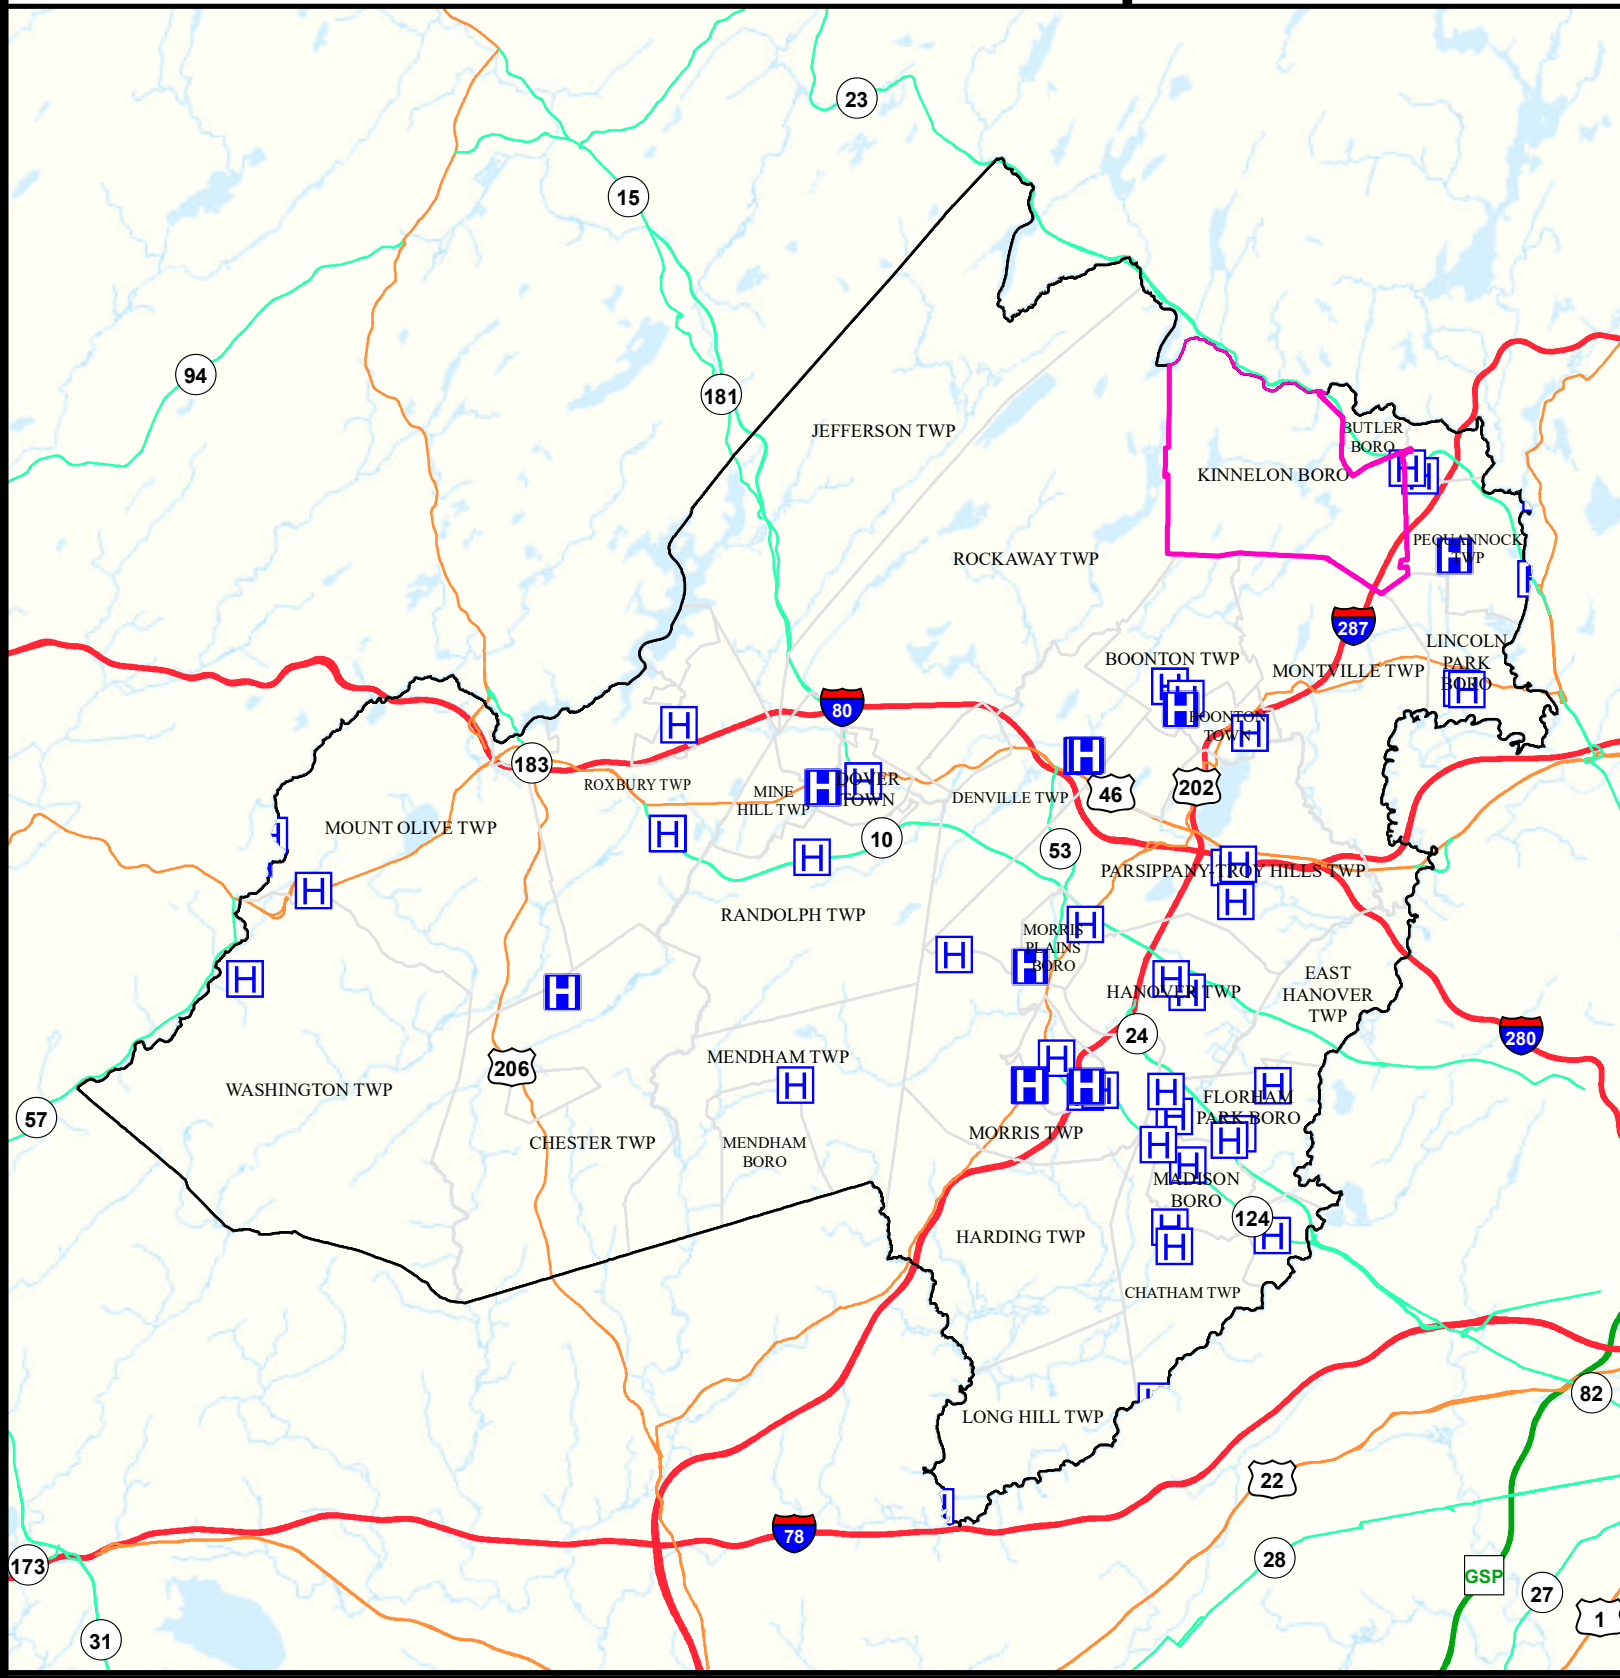 23
15
94
181
JEFFERSON TWP
BUTLER
BORO
KINNELON BORO
H
H
ROCKAWAY TWP
PEQUANNOCK
TWP
H
H
287
LINCOLN
PARK
BORO
H
BOONTON TWP
MONTVILLE TWP
H
H
H
BOONTON
TOWN
H
80
H
183
ROXBURY TWP
H
MINE
HILL TWP
H
H
DOVER
TOWN
DENVILLE TWP
H
46
202
MOUNT OLIVE TWP
H
H
10
53
H
PARSIPPANY-TROY HILLS TWP
H
H
RANDOLPH TWP
H
H
MORRIS
PLAINS
BORO
H
H
H
H
HANOVER TWP
H
EAST
HANOVER
TWP
24
280
206
MENDHAM TWP
H
H
H
H
H
WASHINGTON TWP
57
CHESTER TWP
MENDHAM
BORO
MORRIS TWP
H
H
FLORHAM
PARK BORO
H
H
H
H
MADISON
BORO
HARDING TWP
H
H
124
H
CHATHAM TWP
LONG HILL TWP
82
22
78
173
28
GSP
27
1
31